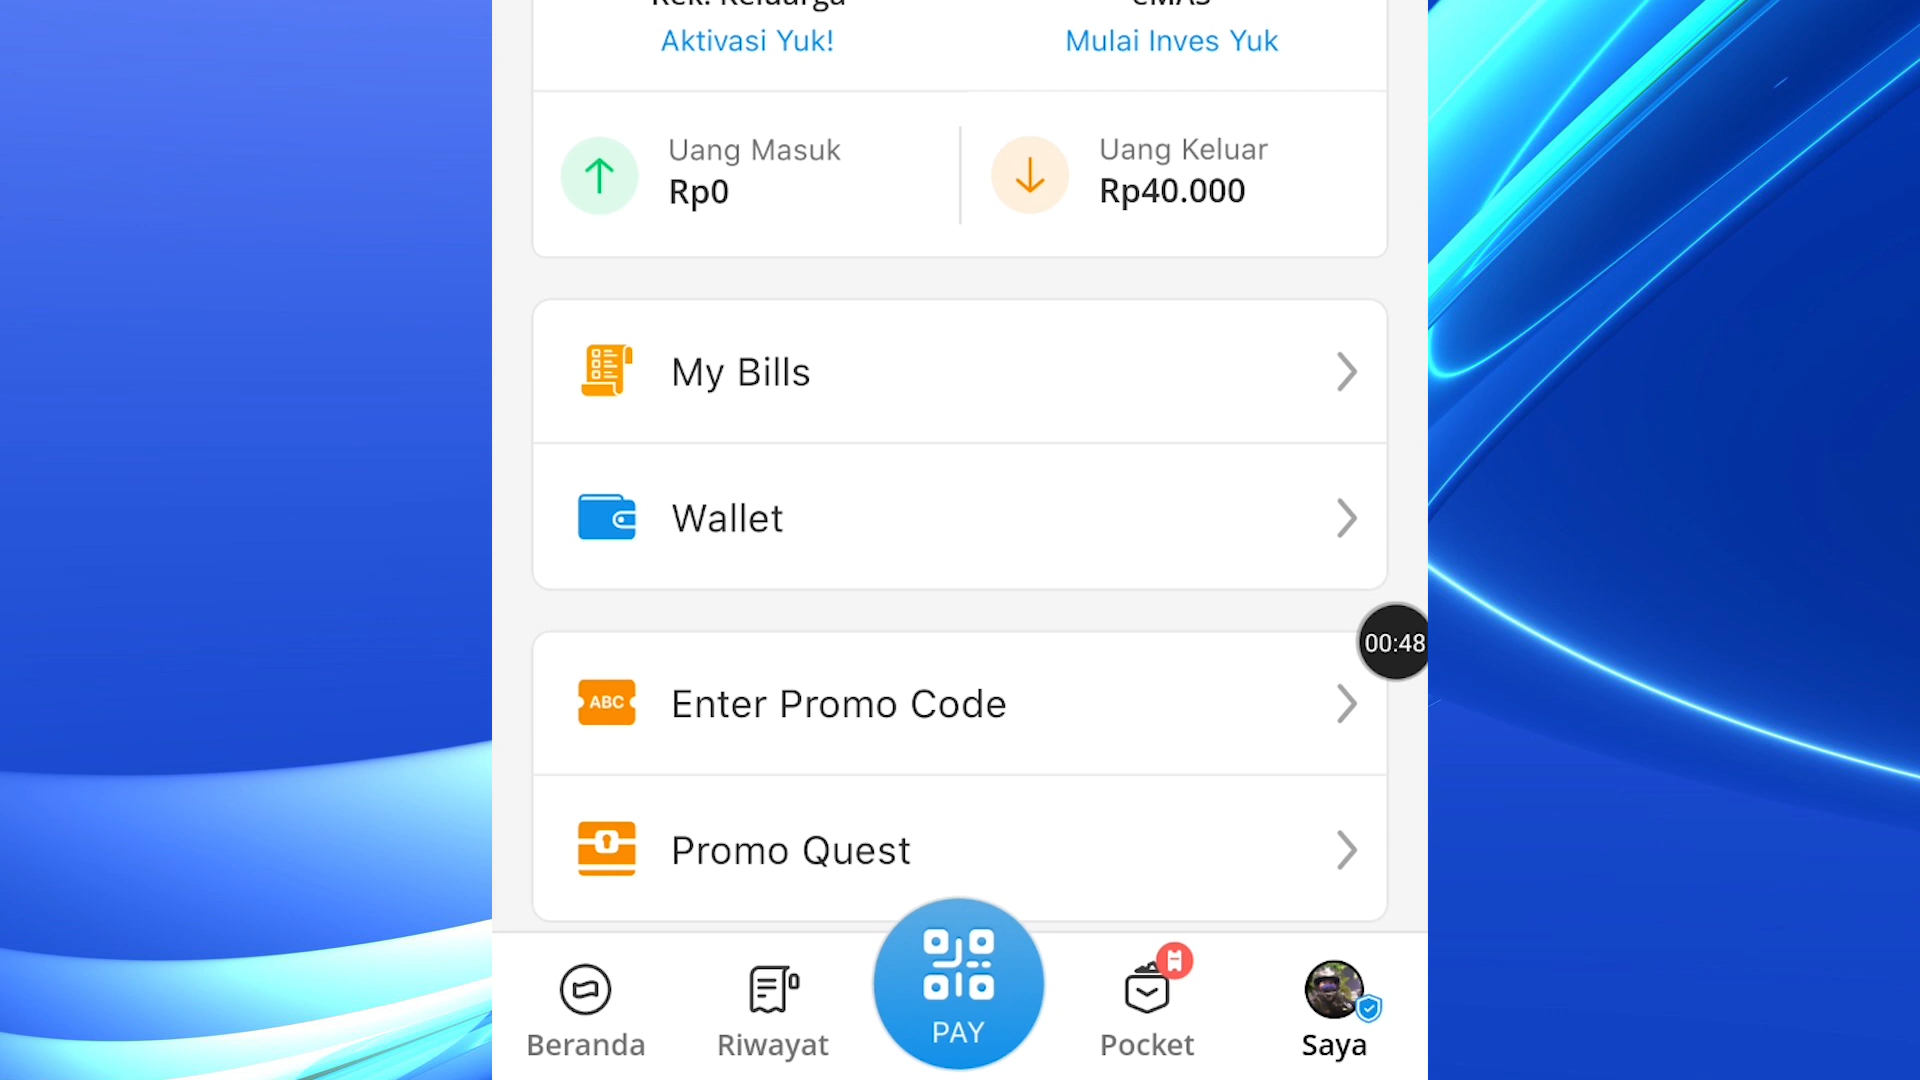 Rek. Keluarga eMAS
Aktivasi Yuk! Mulai Inves Yuk
Uang Masuk Uang Keluar
Rp0 Rp40.000
My Bills
Wallet
00:48
ABC Enter Promo Code
Promo Quest
PAY
Beranda Riwayat Pocket Saya